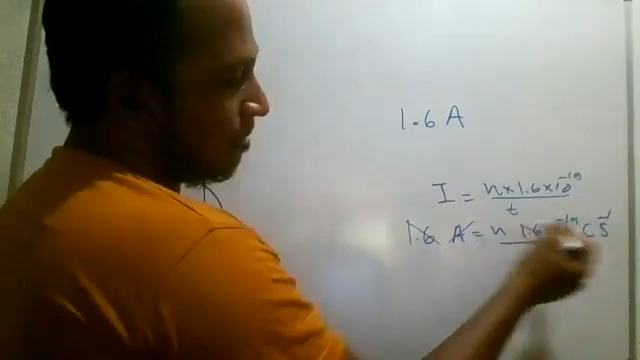 1.6 A
I = n×1.6×10⁻¹⁹
t
1.6 A = n 1.6 ⁻¹⁹ C S⁻¹